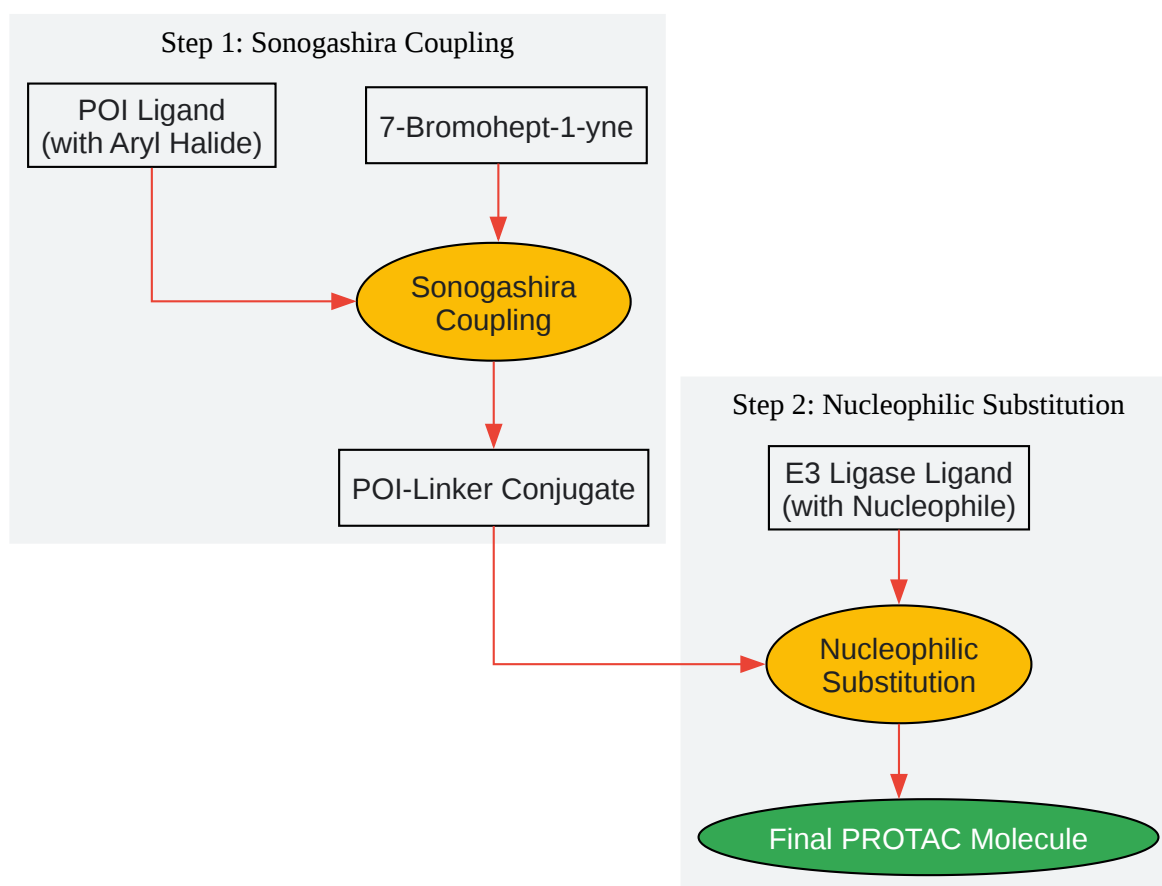 Step 1: Sonogashira Coupling
POI Ligand
(with Aryl Halide)
7-Bromohept-1-yne
Sonogashira
Coupling
POI-Linker Conjugate
Step 2: Nucleophilic Substitution
E3 Ligase Ligand
(with Nucleophile)
Nucleophilic
Substitution
Final PROTAC Molecule